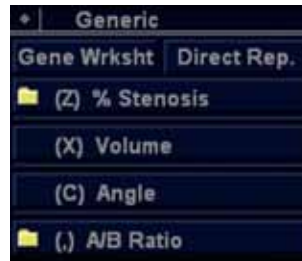 Generic
Gene Wrksht Direct Rep.
(Z) % Stenosis
(X) Volume
(C) Angle
(,) A/B Ratio